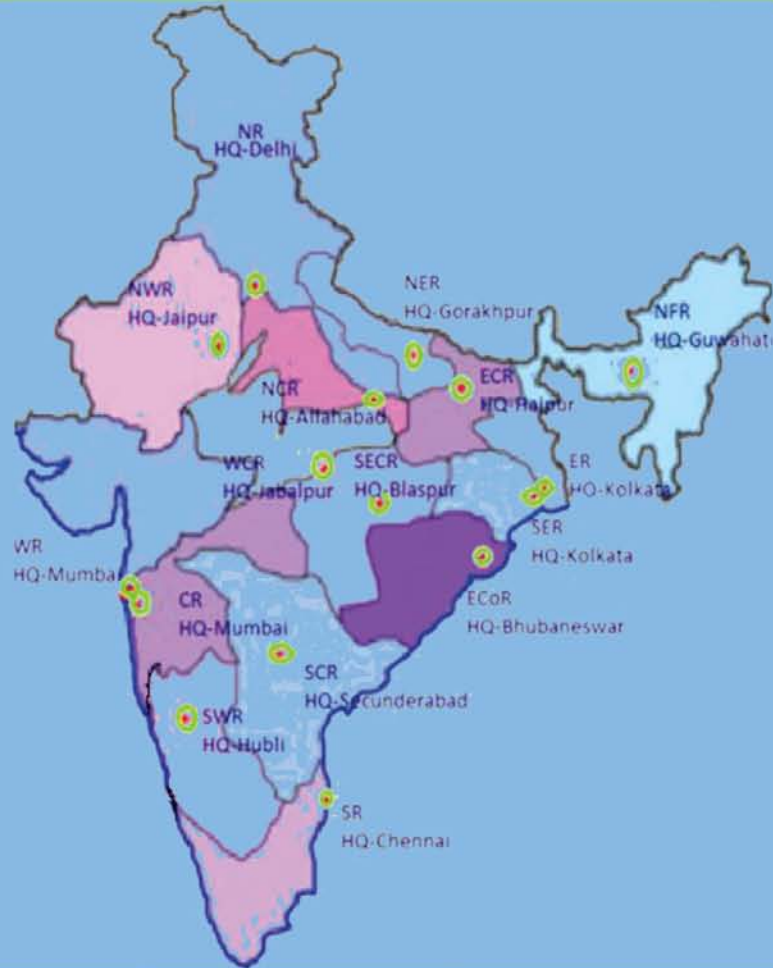 NR
HQ-Delhi
NWR
HQ-Jaipur
NER
HQ-Gorakhpur
NFR
HQ-Guwahat
NCR
HQ-Allahabad
ECR
HQ-Hajpur
WCR
HQ-Jabalpur
SECR
HQ-Blaspur
ER
HQ-Kolkata
SER
HQ-Kolkata
WR
HQ-Mumbai
CR
HQ-Mumbai
ECoR
HQ-Bhubaneswar
SCR
HQ-Secunderabad
SWR
HQ-Hubli
SR
HQ-Chennai